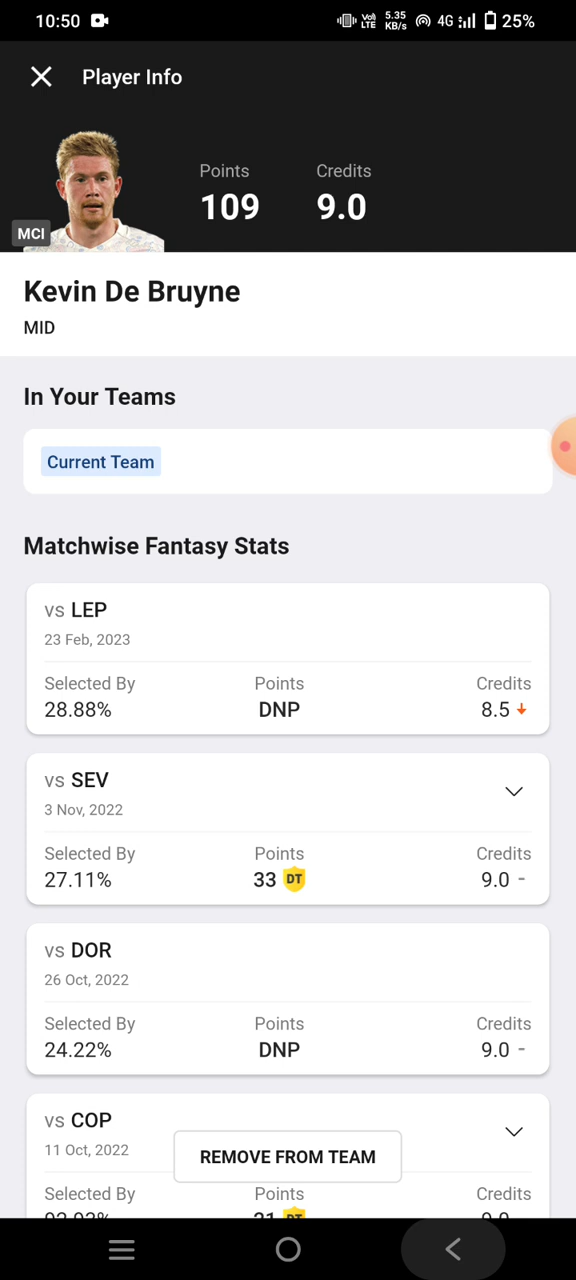 10:50 Vo) LTE 5.35 KB/s 4G 25%
Player Info
Points Credits
109 9.0
MCI
Kevin De Bruyne
MID
In Your Teams
Current Team
Matchwise Fantasy Stats
vs LEP
23 Feb, 2023
Selected By Points Credits
28.88% DNP 8.5
vs SEV
3 Nov, 2022
Selected By Points Credits
27.11% 33 DT 9.0 -
vs DOR
26 Oct, 2022
Selected By Points Credits
24.22% DNP 9.0 -
vs COP
11 Oct, 2022
REMOVE FROM TEAM
Selected By Points Credits